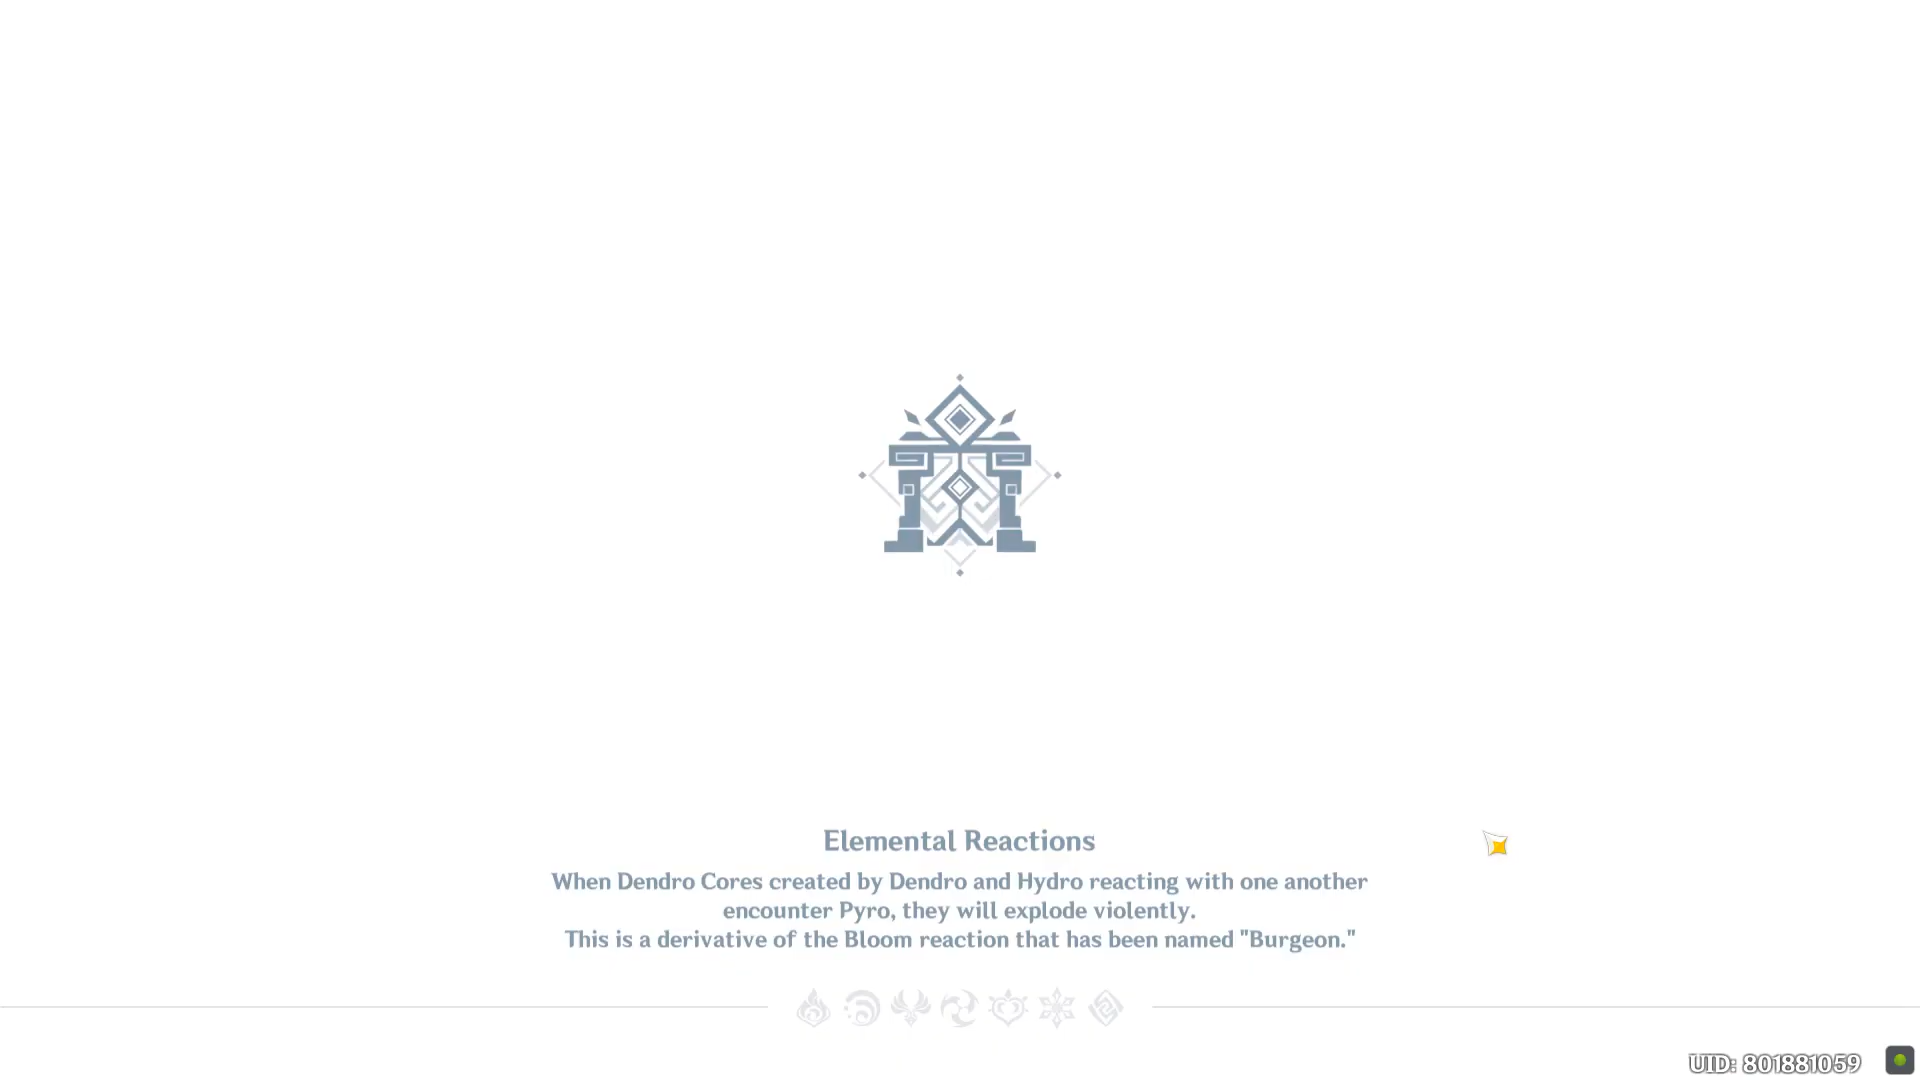 Elemental Reactions
When Dendro Cores created by Dendro and Hydro reacting with one another
encounter Pyro, they will explode violently.
This is a derivative of the Bloom reaction that has been named "Burgeon."
UID: 801881059